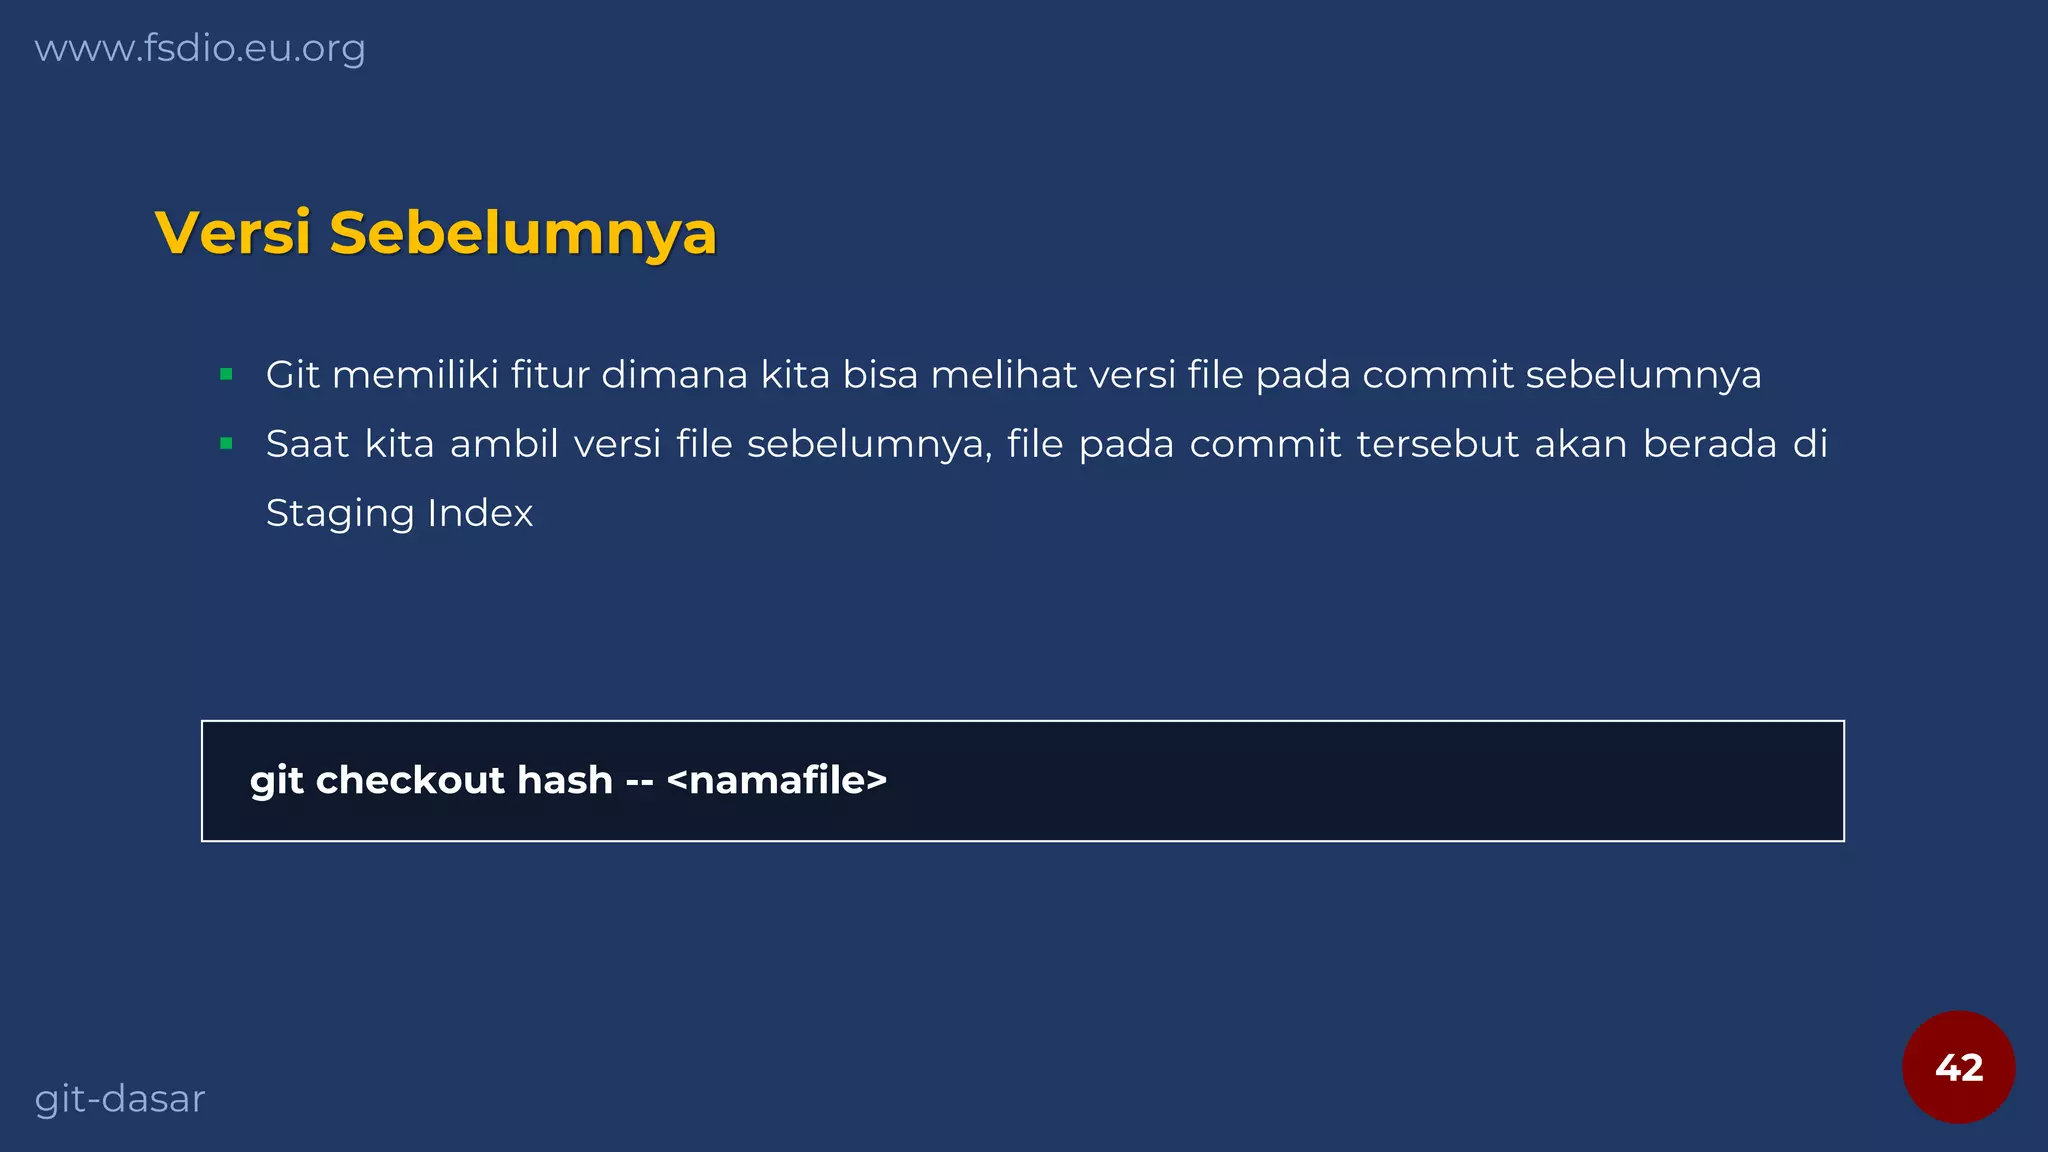 www.fsdio.eu.org
Versi Sebelumnya
▪ Git memiliki fitur dimana kita bisa melihat versi file pada commit sebelumnya
▪ Saat kita ambil versi file sebelumnya, file pada commit tersebut akan berada di
Staging Index
git checkout hash -- <namafile>
42
git-dasar